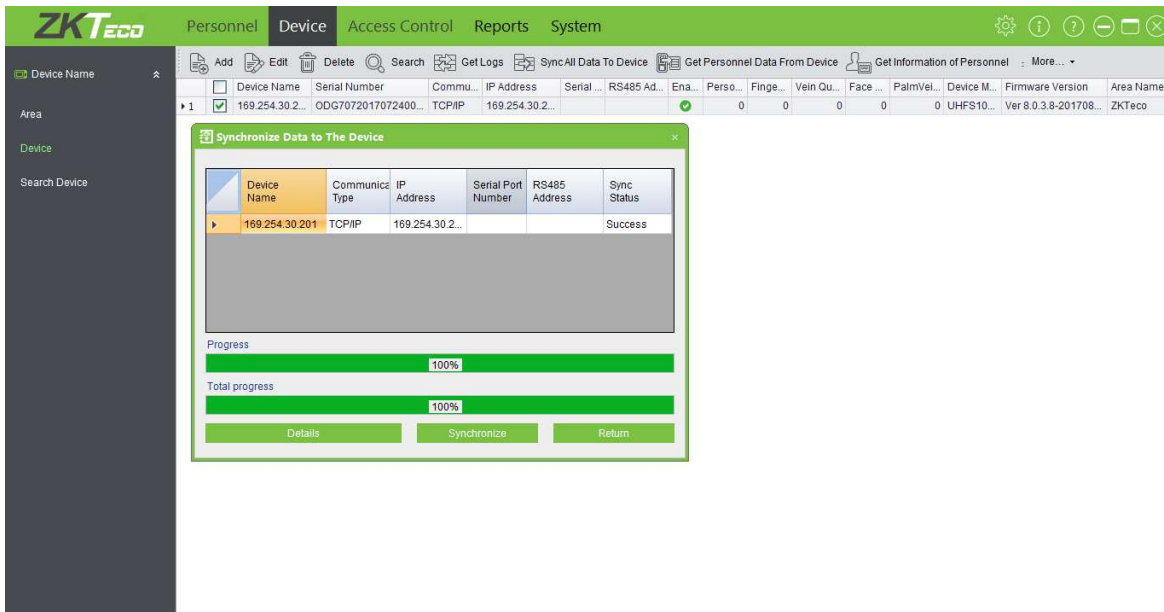 ZKTeco
Personnel Device Access Control Reports System
Device Name
Area
Device
Search Device
Add Edit Delete Search Get Logs Sync All Data To Device Get Personnel Data From Device Get Information of Personnel More...
Device Name Serial Number Commu... IP Address Serial ... RS485 Ad... Ena... Perso... Finge... Vein Qu... Face ... PalmVei... Device M... Firmware Version Area Name
1 169.254.30.2... ODG7072017072400... TCP/IP 169.254.30.2... 0 0 0 0 0 UHFS10... Ver 8.0.3.8-201708... ZKTeco
Synchronize Data to The Device
Device Name Communica Type IP Address Serial Port Number RS485 Address Sync Status
169.254.30.201 TCP/IP 169.254.30.2... Success
Progress
100%
Total progress
100%
Details Synchronize Return